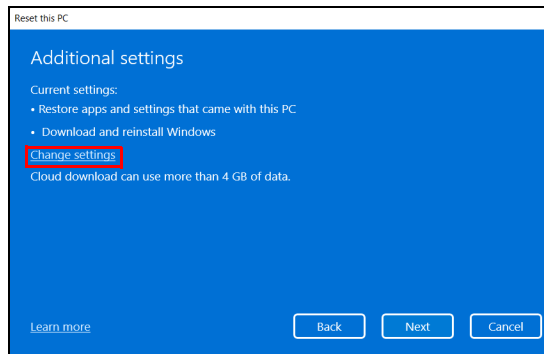 Reset this PC
Additional settings
Current settings:
• Restore apps and settings that came with this PC
• Download and reinstall Windows
Change settings
Cloud download can use more than 4 GB of data.
Learn more
Back
Next
Cancel